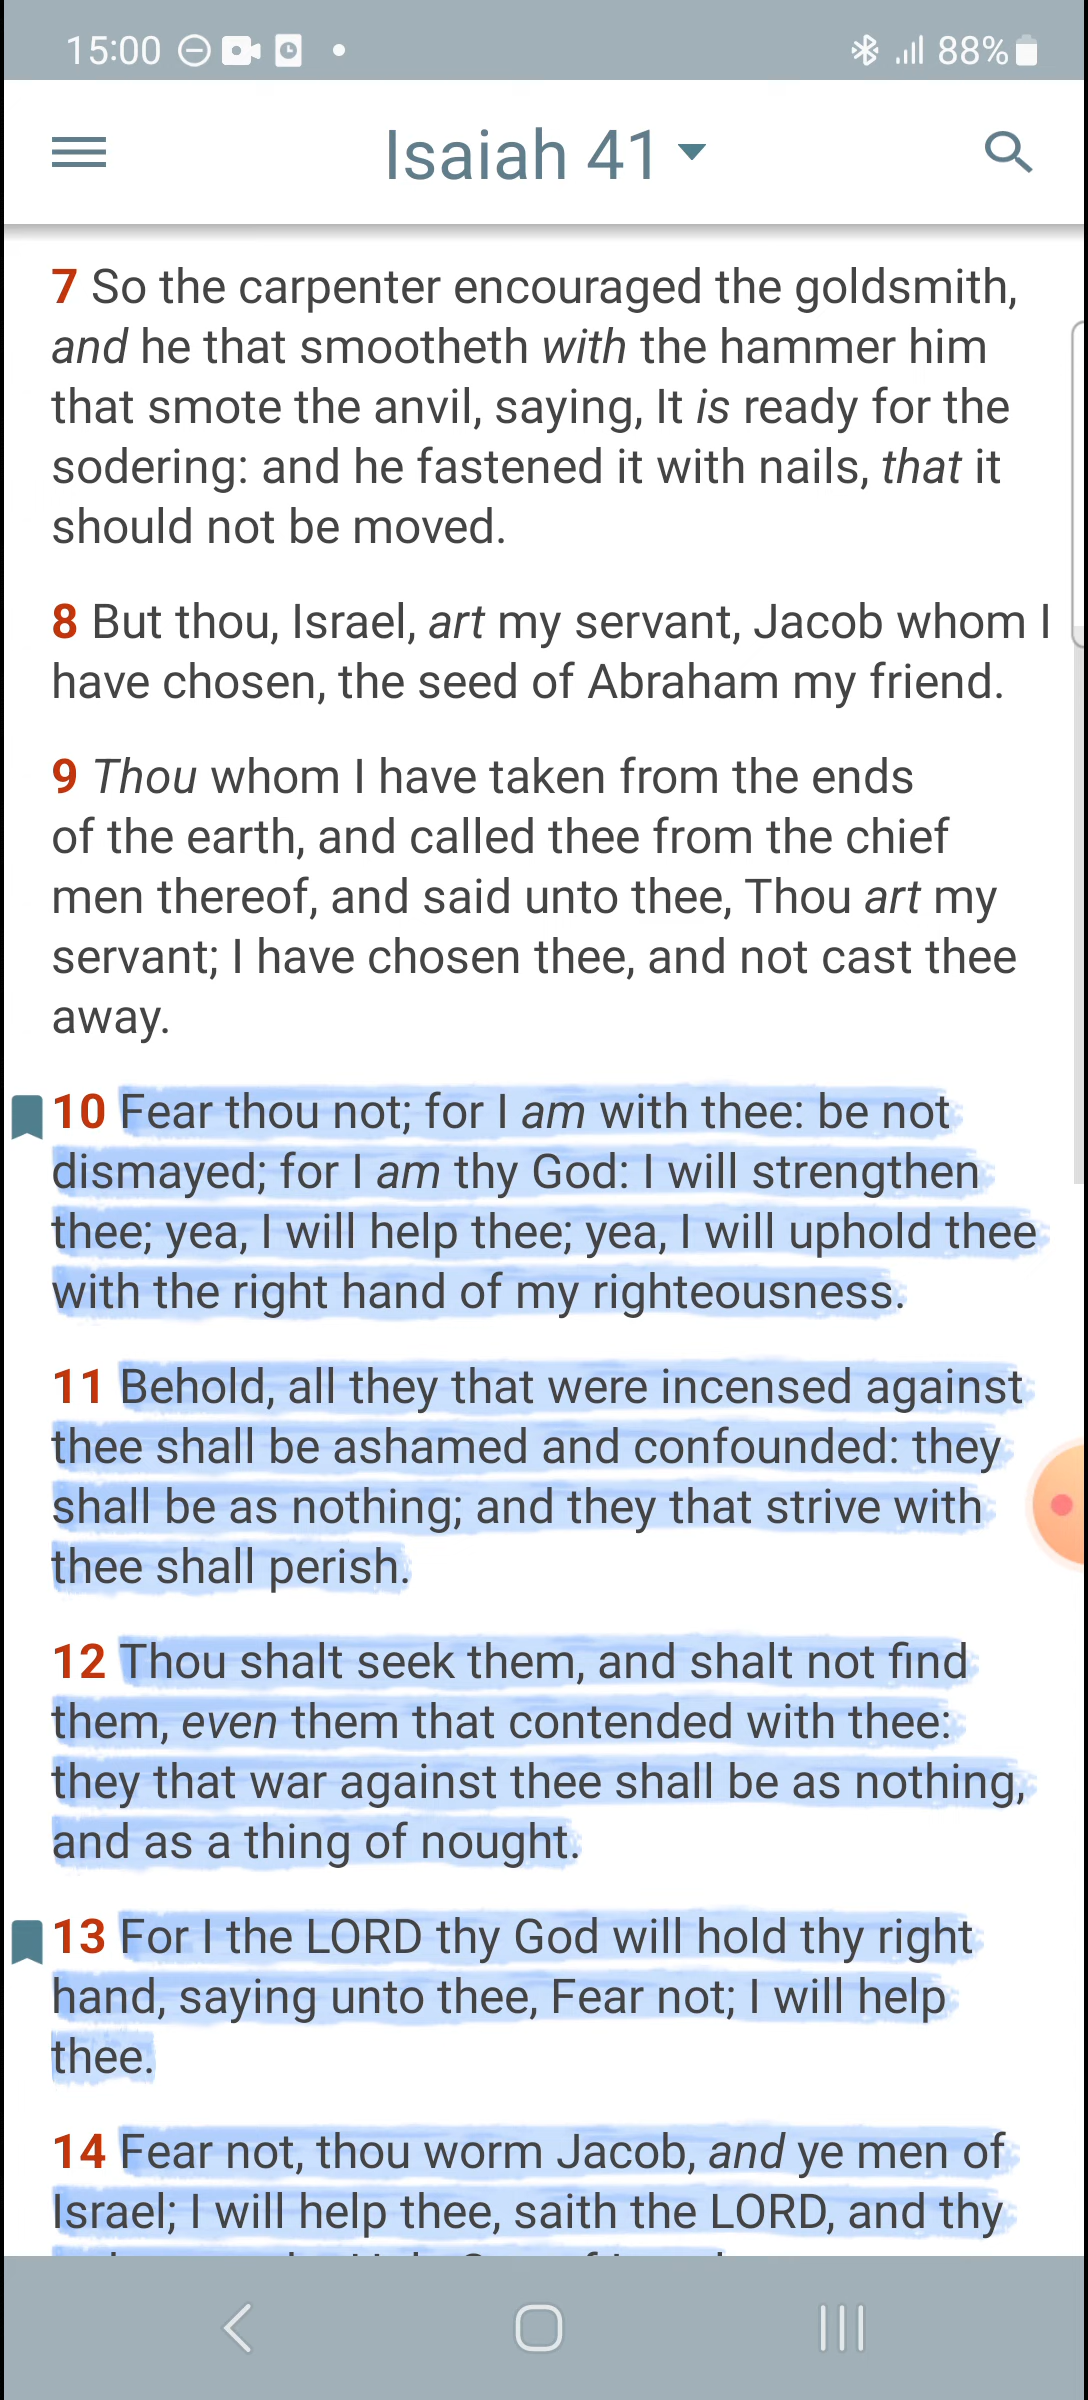 15:00
88%
Isaiah 41
7 So the carpenter encouraged the goldsmith,
and he that smootheth with the hammer him
that smote the anvil, saying, It is ready for the
sodering: and he fastened it with nails, that it
should not be moved.
8 But thou, Israel, art my servant, Jacob whom I
have chosen, the seed of Abraham my friend.
9 Thou whom I have taken from the ends
of the earth, and called thee from the chief
men thereof, and said unto thee, Thou art my
servant; I have chosen thee, and not cast thee
away.
10 Fear thou not; for I am with thee: be not
dismayed; for I am thy God: I will strengthen
thee; yea, I will help thee; yea, I will uphold thee
with the right hand of my righteousness.
11 Behold, all they that were incensed against
thee shall be ashamed and confounded: they
shall be as nothing; and they that strive with
thee shall perish.
12 Thou shalt seek them, and shalt not find
them, even them that contended with thee:
they that war against thee shall be as nothing,
and as a thing of nought.
13 For I the LORD thy God will hold thy right
hand, saying unto thee, Fear not; I will help
thee.
14 Fear not, thou worm Jacob, and ye men of
Israel; I will help thee, saith the LORD, and thy